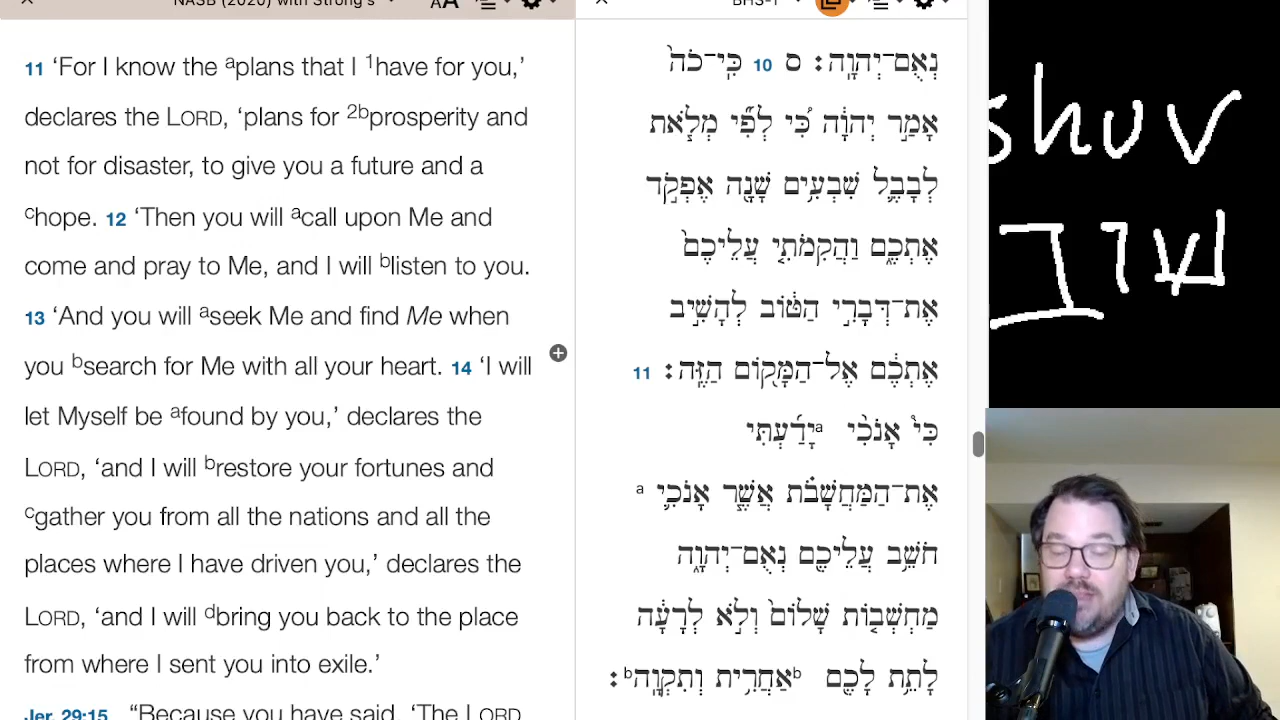 NASB (2020) with Strong's
AA
11 ‘For I know the aplans that I 1have for you,’
declares the LORD, ‘plans for 2bprosperity and
not for disaster, to give you a future and a
chope. 12 ‘Then you will acall upon Me and
come and pray to Me, and I will blisten to you.
13 ‘And you will aseek Me and find Me when
you bsearch for Me with all your heart. 14 ‘I will
let Myself be afound by you,’ declares the
LORD, ‘and I will brestore your fortunes and
cgather you from all the nations and all the
places where I have driven you,’ declares the
LORD, ‘and I will dbring you back to the place
from where I sent you into exile.’
Jer. 29:15 “Because you have said, ‘The LORD
BHS-T
נְאֻ֖ם־יְהוָֽה׃ ס 10 כִּֽי־כֹה֙
אָמַ֣ר יְהוָ֔ה כִּ֠י לְפִ֞י מְלֹ֧את
לְבָבֶ֛ל שִׁבְעִ֥ים שָׁנָ֖ה אֶפְקֹ֣ד
אֶתְכֶ֑ם וַהֲקִמֹתִ֤י עֲלֵיכֶם֙
אֶת־דְּבָרִ֣י הַטּ֔וֹב לְהָשִׁ֣יב
אֶתְכֶ֔ם אֶל־הַמָּק֖וֹם הַזֶּֽה׃ 11
כִּי֩ אָנֹכִ֨י aיָדַ֜עְתִּי
אֶת־הַמַּחֲשָׁבֹ֗ת אֲשֶׁ֧ר אָנֹכִ֛י a
חֹשֵׁ֥ב עֲלֵיכֶ֖ם נְאֻם־יְהוָ֑ה
מַחְשְׁב֤וֹת שָׁלוֹם֙ וְלֹ֣א לְרָעָ֔ה
לָתֵ֥ת לָכֶ֖ם bאַחֲרִ֥ית וְתִקְוָֽהb׃
shuv
שוב